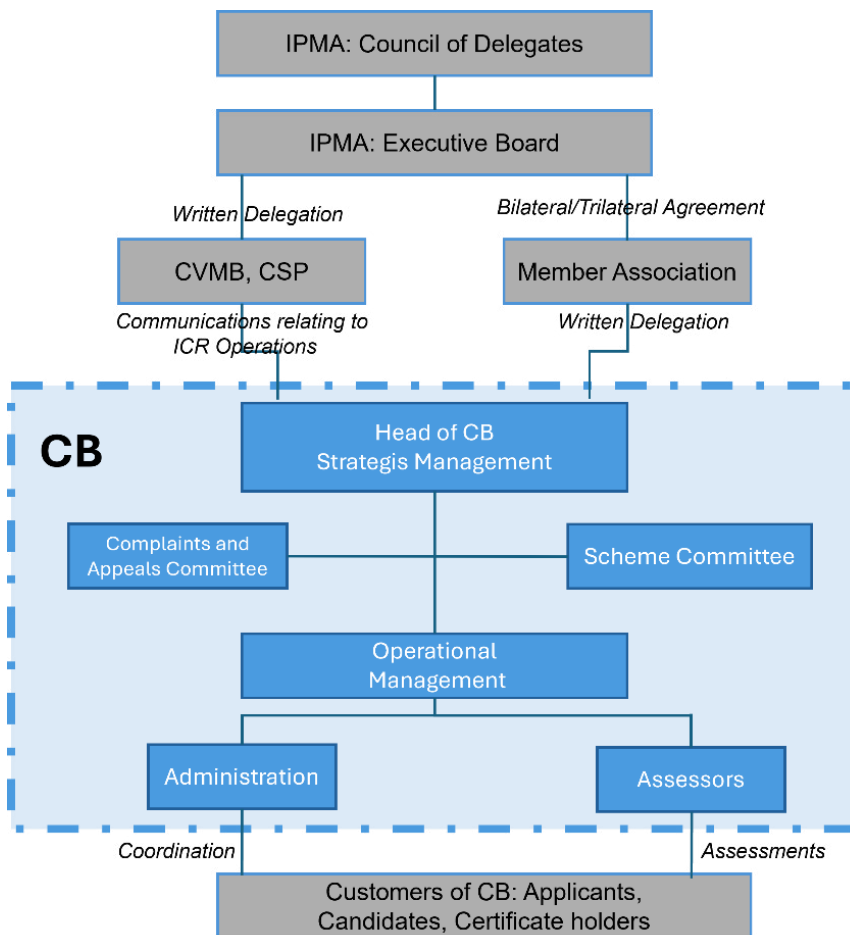 IPMA: Council of Delegates
IPMA: Executive Board
Written Delegation
Bilateral/Trilateral Agreement
CVMB, CSP
Member Association
Communications relating to
ICR Operations
Written Delegation
CB
Head of CB
Strategis Management
Complaints and
Appeals Committee
Scheme Committee
Operational
Management
Administration
Assessors
Coordination
Assessments
Customers of CB: Applicants,
Candidates, Certificate holders